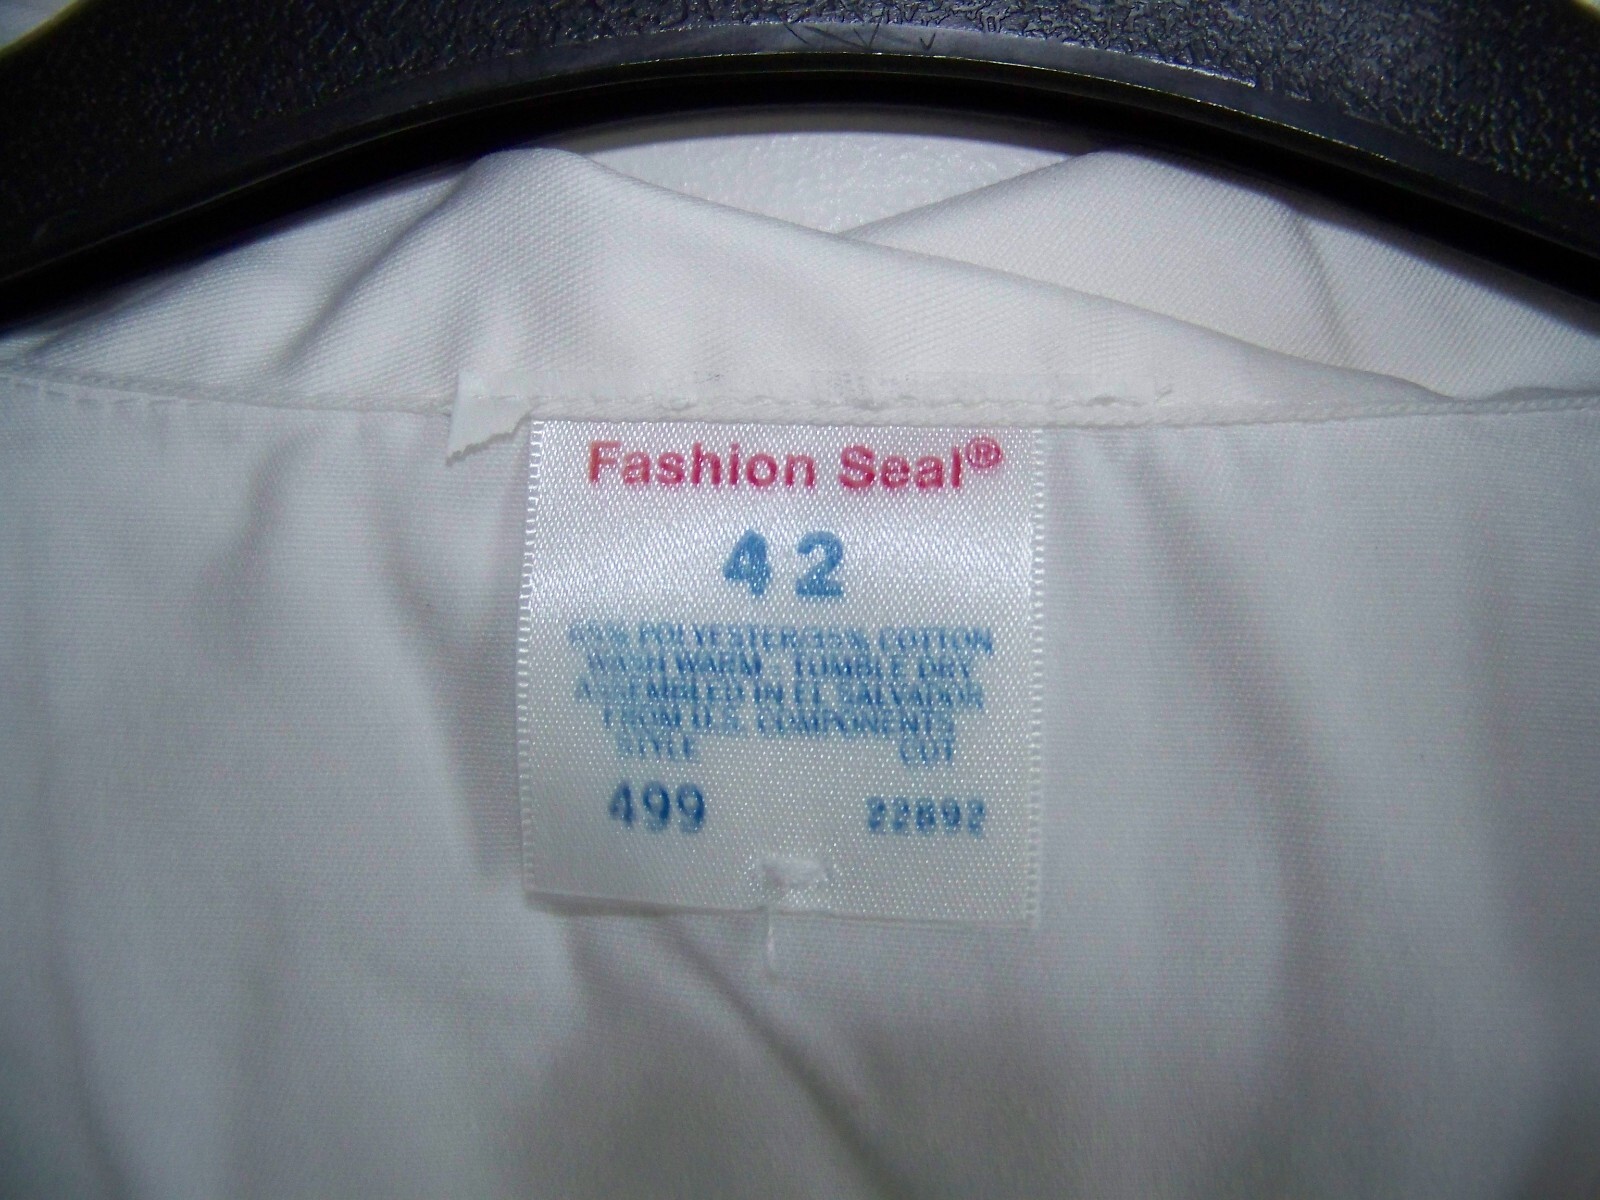 Fashion Seal®
42
65% POLYESTER/35% COTTON
WASH WARM - TUMBLE DRY
ASSEMBLED IN EL SALVADOR
FROM U.S. COMPONENTS
STYLE CUT
499 22892